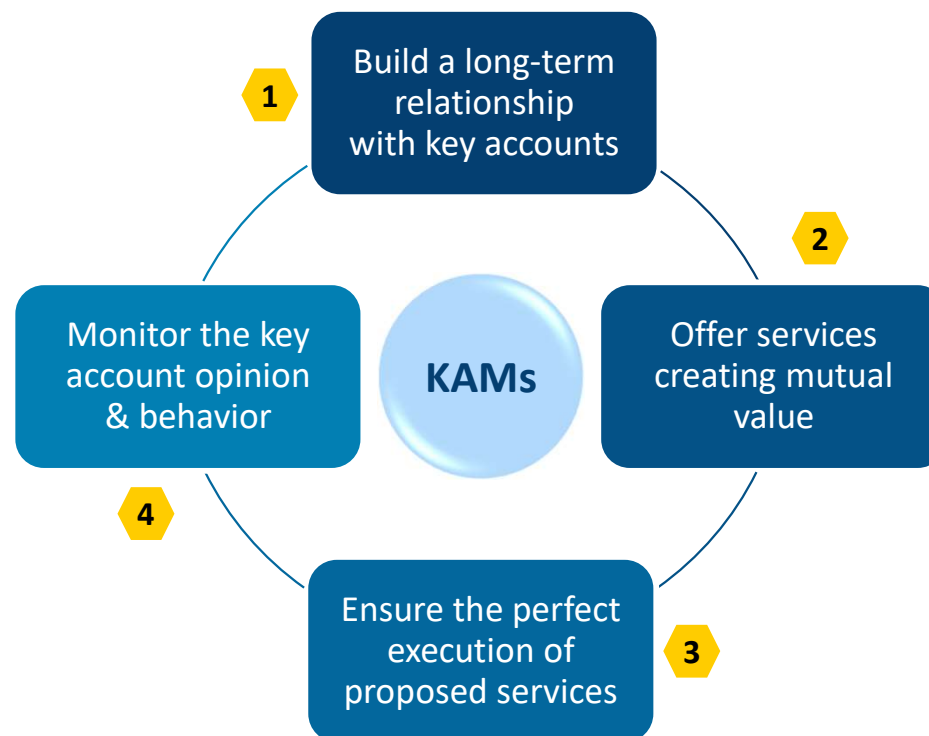 1
Build a long-term
relationship
with key accounts
2
Offer services
creating mutual
value
3
Ensure the perfect
execution of
proposed services
4
Monitor the key
account opinion
& behavior
KAMs